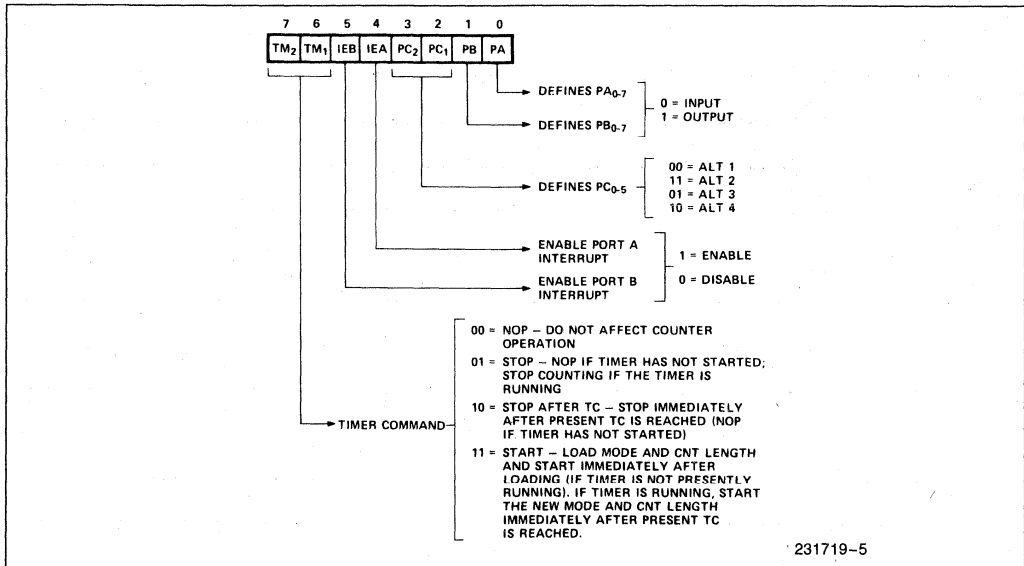 7 6 5 4 3 2 1 0
TM2 TM1 IEB IEA PC2 PC1 PB PA
DEFINES PA0-7
DEFINES PB0-7
0 = INPUT
1 = OUTPUT
DEFINES PC0-5
00 = ALT 1
11 = ALT 2
01 = ALT 3
10 = ALT 4
ENABLE PORT A
INTERRUPT
ENABLE PORT B
INTERRUPT
1 = ENABLE
0 = DISABLE
TIMER COMMAND
00 = NOP – DO NOT AFFECT COUNTER
OPERATION
01 = STOP – NOP IF TIMER HAS NOT STARTED;
STOP COUNTING IF THE TIMER IS
RUNNING
10 = STOP AFTER TC – STOP IMMEDIATELY
AFTER PRESENT TC IS REACHED (NOP
IF TIMER HAS NOT STARTED)
11 = START – LOAD MODE AND CNT LENGTH
AND START IMMEDIATELY AFTER
LOADING (IF TIMER IS NOT PRESENTLY
RUNNING). IF TIMER IS RUNNING, START
THE NEW MODE AND CNT LENGTH
IMMEDIATELY AFTER PRESENT TC
IS REACHED.
231719–5